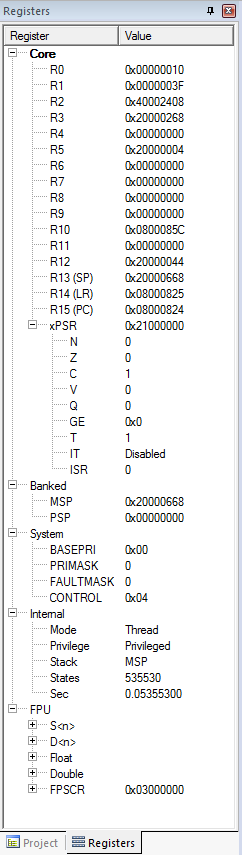 Registers
Register Value
Core
R0 0x00000010
R1 0x0000003F
R2 0x40002408
R3 0x20000268
R4 0x00000000
R5 0x20000004
R6 0x00000000
R7 0x00000000
R8 0x00000000
R9 0x00000000
R10 0x0800085C
R11 0x00000000
R12 0x20000044
R13 (SP) 0x20000668
R14 (LR) 0x08000825
R15 (PC) 0x08000824
xPSR 0x21000000
N 0
Z 0
C 1
V 0
Q 0
GE 0x0
T 1
IT Disabled
ISR 0
Banked
MSP 0x20000668
PSP 0x00000000
System
BASEPRI 0x00
PRIMASK 0
FAULTMASK 0
CONTROL 0x04
Internal
Mode Thread
Privilege Privileged
Stack MSP
States 535530
Sec 0.05355300
FPU
S<n>
D<n>
Float
Double
FPSCR 0x03000000
Project Registers